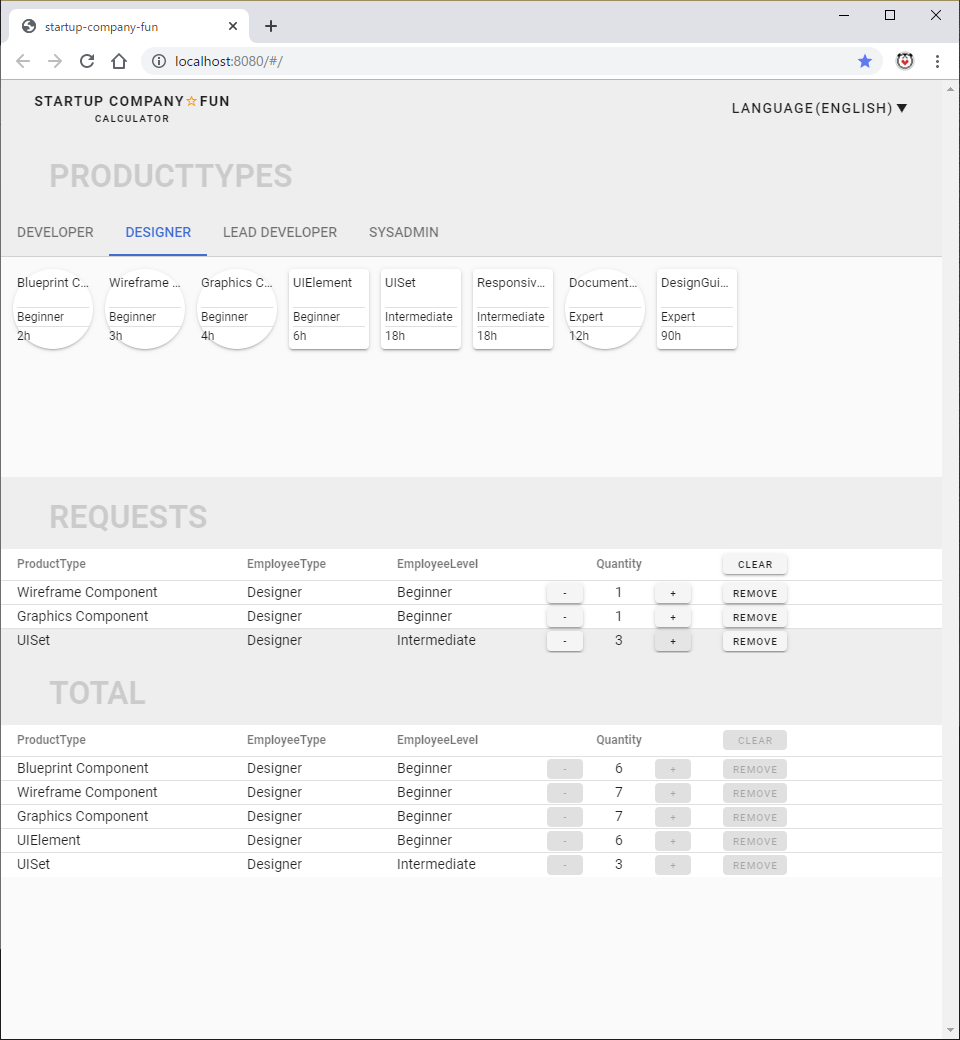 startup-company-fun
localhost:8080/#/
STARTUP COMPANY☆FUN
CALCULATOR
LANGUAGE(ENGLISH)▼
PRODUCTTYPES
DEVELOPER DESIGNER LEAD DEVELOPER SYSADMIN
Blueprint C... Wireframe ... Graphics C... UIElement UISet Responsiv... Document... DesignGui...
Beginner Beginner Beginner Beginner Intermediate Intermediate Expert Expert
2h 3h 4h 6h 18h 18h 12h 90h
REQUESTS
ProductType EmployeeType EmployeeLevel Quantity CLEAR
Wireframe Component Designer Beginner - 1 + REMOVE
Graphics Component Designer Beginner - 1 + REMOVE
UISet Designer Intermediate - 3 + REMOVE
TOTAL
ProductType EmployeeType EmployeeLevel Quantity CLEAR
Blueprint Component Designer Beginner - 6 + REMOVE
Wireframe Component Designer Beginner - 7 + REMOVE
Graphics Component Designer Beginner - 7 + REMOVE
UIElement Designer Beginner - 6 + REMOVE
UISet Designer Intermediate - 3 + REMOVE